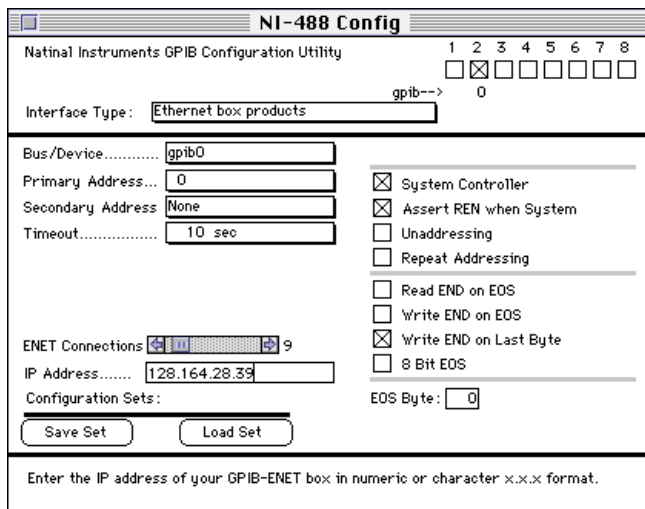 NI-488 Config
Natinal Instruments GPIB Configuration Utility
1 2 3 4 5 6 7 8
gpib--> 0
Interface Type: Ethernet box products
Bus/Device........... gpib0
Primary Address... 0
Secondary Address None
Timeout................ 10 sec
System Controller
Assert REN when System
Unaddressing
Repeat Addressing
Read END on EOS
Write END on EOS
Write END on Last Byte
8 Bit EOS
ENET Connections 9
IP Address....... 128.164.28.39
Configuration Sets:
EOS Byte: 0
Save Set Load Set
Enter the IP address of your GPIB-ENET box in numeric or character x.x.x format.